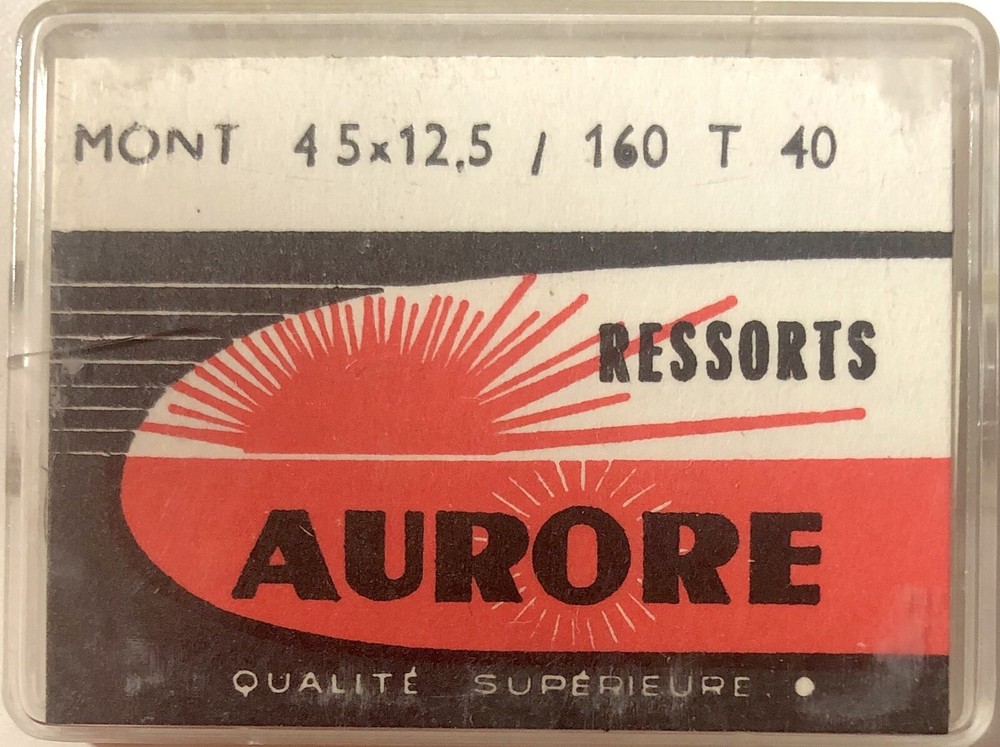 MONT 45x12,5 / 160 T 40
RESSORTS
AURORE
QUALITÉ SUPÉRIEURE